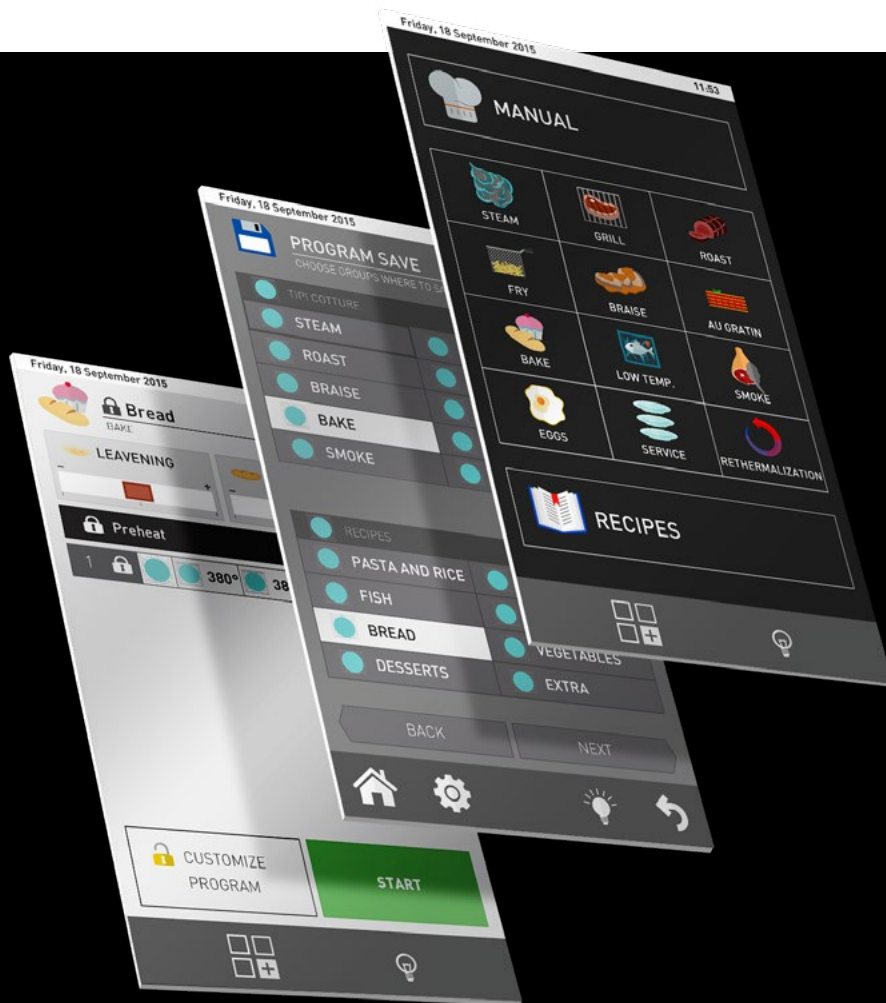 Friday, 18 September 2015
11:53
MANUAL
STEAM
GRILL
ROAST
FRY
BRAISE
AU GRATIN
BAKE
LOW TEMP.
SMOKE
EGGS
SERVICE
RETHERMALIZATION
RECIPES
Friday, 18 September 2015
PROGRAM SAVE
CHOOSE GROUPS WHERE TO
TIPI COTTURE
STEAM
ROAST
BRAISE
BAKE
SMOKE
RECIPES
PASTA AND RICE
FISH
BREAD
VEGETABLES
DESSERTS
EXTRA
BACK
NEXT
Friday, 18 September 2015
Bread
BAKE
LEAVENING
- +
-
Preheat
1 380° 38
CUSTOMIZE
PROGRAM
START